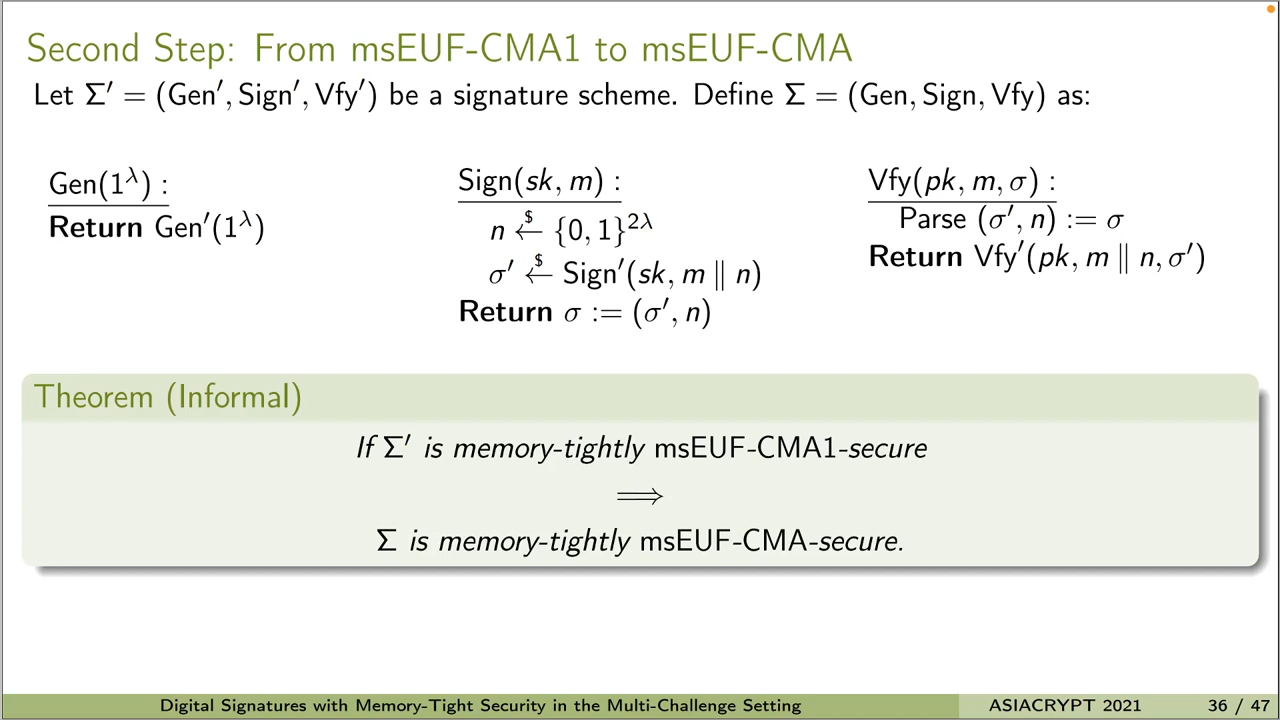 Second Step: From msEUF-CMA1 to msEUF-CMA
Let Σ′ = (Gen′, Sign′, Vfy′) be a signature scheme. Define Σ = (Gen, Sign, Vfy) as:
Gen(1^λ) :
Return Gen′(1^λ)
Sign(sk, m) :
n ←$ {0, 1}^2λ
σ′ ←$ Sign′(sk, m ∥ n)
Return σ := (σ′, n)
Vfy(pk, m, σ) :
Parse (σ′, n) := σ
Return Vfy′(pk, m ∥ n, σ′)
Theorem (Informal)
If Σ′ is memory-tightly msEUF-CMA1-secure
⟹
Σ is memory-tightly msEUF-CMA-secure.
Digital Signatures with Memory-Tight Security in the Multi-Challenge Setting
ASIACRYPT 2021
36 / 47